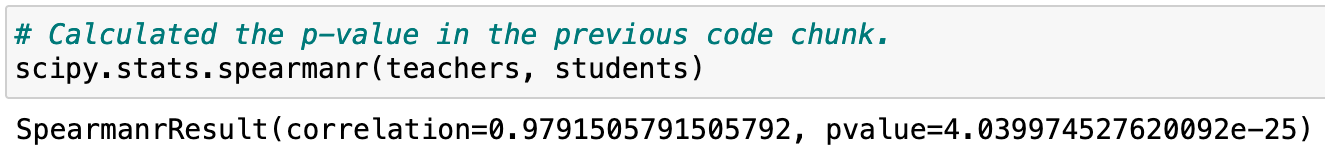 # Calculated the p-value in the previous code chunk.
scipy.stats.spearmanr(teachers, students)
SpearmanrResult(correlation=0.9791505791505792, pvalue=4.039974527620092e-25)